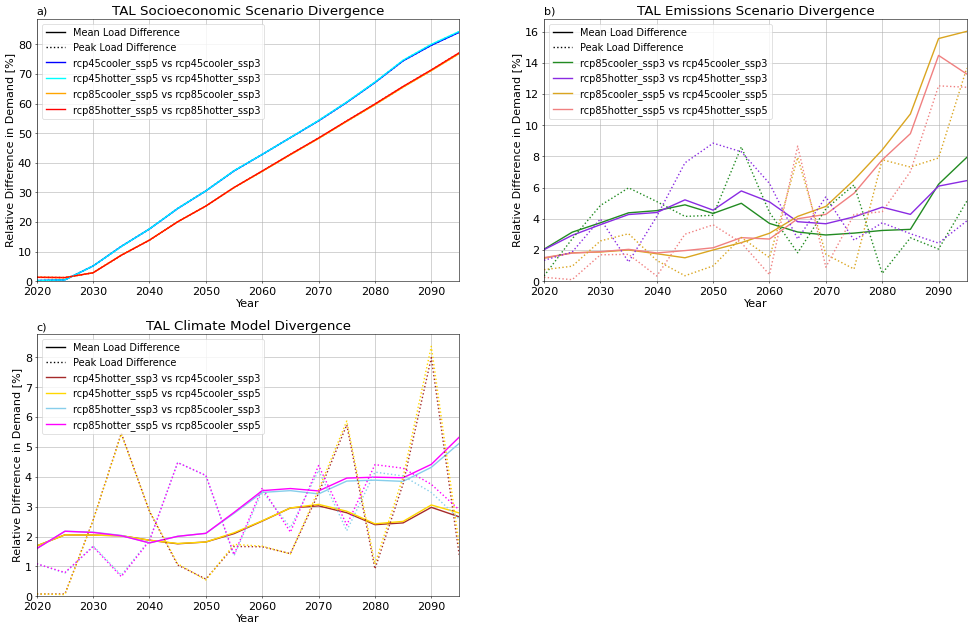 a)
TAL Socioeconomic Scenario Divergence
Mean Load Difference
Peak Load Difference
rcp45cooler_ssp5 vs rcp45cooler_ssp3
rcp45hotter_ssp5 vs rcp45hotter_ssp3
rcp85cooler_ssp5 vs rcp85cooler_ssp3
rcp85hotter_ssp5 vs rcp85hotter_ssp3
Relative Difference in Demand [%]
80
70
60
50
40
30
20
10
0
2020 2030 2040 2050 2060 2070 2080 2090
Year
b)
TAL Emissions Scenario Divergence
Mean Load Difference
Peak Load Difference
rcp85cooler_ssp3 vs rcp45cooler_ssp3
rcp85hotter_ssp3 vs rcp45hotter_ssp3
rcp85cooler_ssp5 vs rcp45cooler_ssp5
rcp85hotter_ssp5 vs rcp45hotter_ssp5
Relative Difference in Demand [%]
16
14
12
10
8
6
4
2
0
2020 2030 2040 2050 2060 2070 2080 2090
Year
c)
TAL Climate Model Divergence
Mean Load Difference
Peak Load Difference
rcp45hotter_ssp3 vs rcp45cooler_ssp3
rcp45hotter_ssp5 vs rcp45cooler_ssp5
rcp85hotter_ssp3 vs rcp85cooler_ssp3
rcp85hotter_ssp5 vs rcp85cooler_ssp5
Relative Difference in Demand [%]
8
7
6
5
4
3
2
1
0
2020 2030 2040 2050 2060 2070 2080 2090
Year